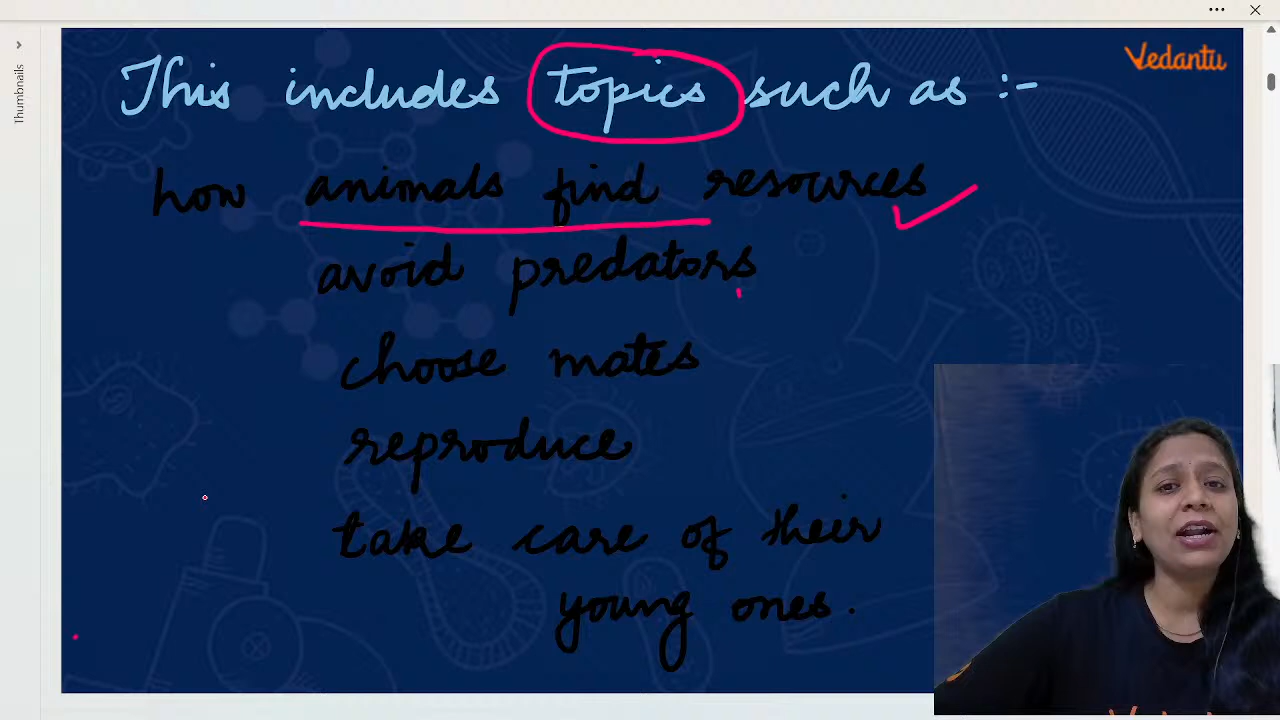 Thumbnails
Vedantu
This includes topics such as :-
how animals find resources
avoid predators
choose mates
reproduce
take care of their
young ones.